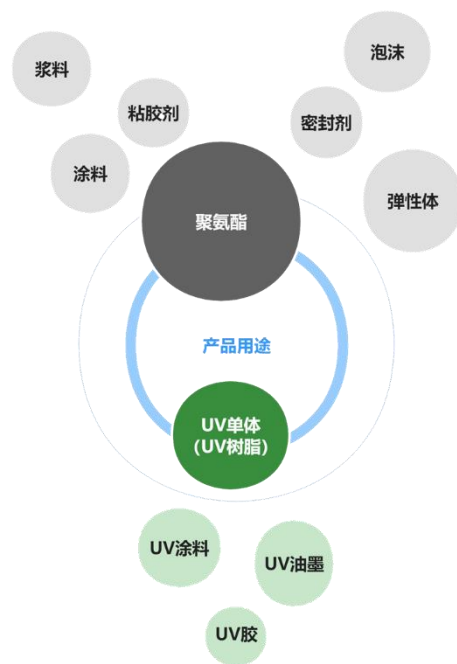 泡沫
浆料
粘胶剂
密封剂
涂料
弹性体
聚氨酯
产品用途
UV单体
(UV树脂)
UV涂料
UV油墨
UV胶